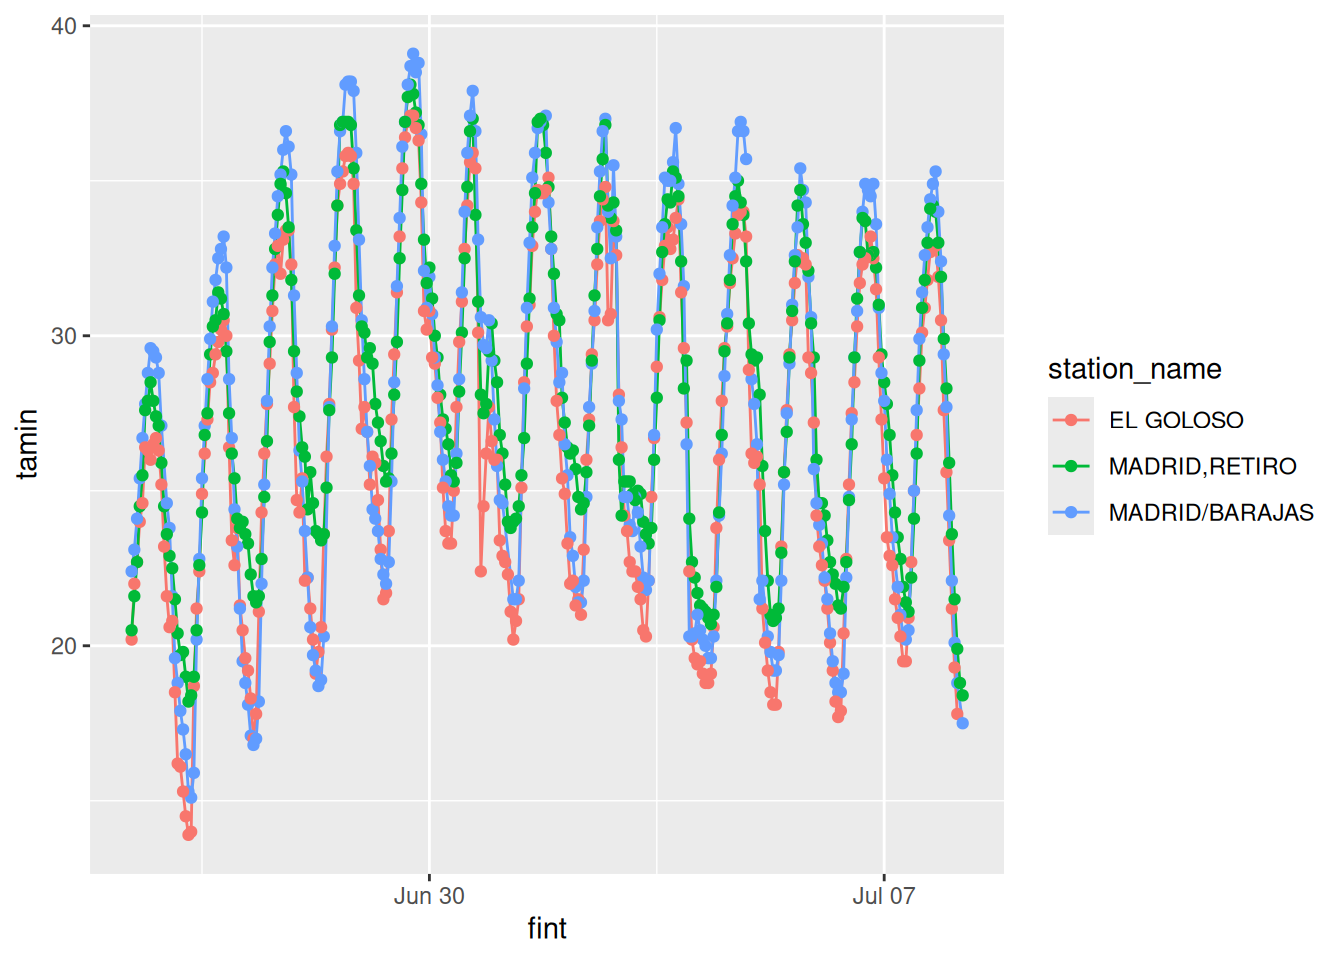 40
30
20
tamin
Jun 30
Jul 07
fint
station_name
EL GOLOSO
MADRID,RETIRO
MADRID/BARAJAS